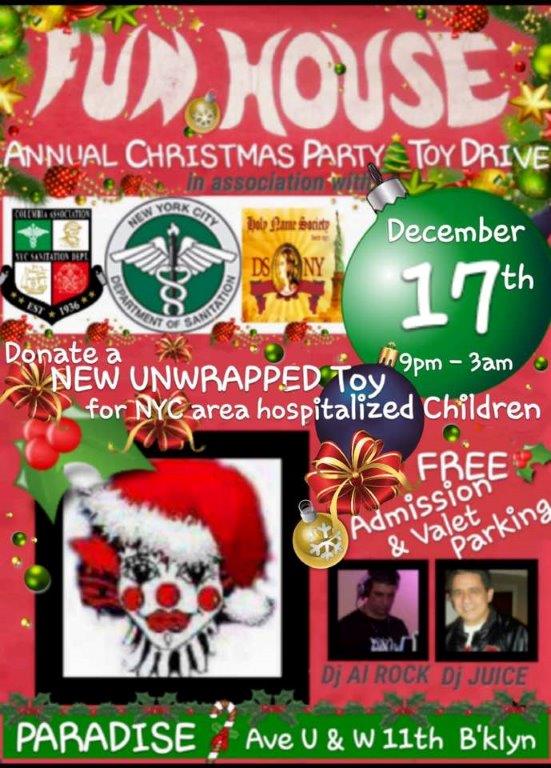 FUN HOUSE
ANNUAL CHRISTMAS PARTY TOY DRIVE
in association with
COLUMBIA ASSOCIATION
NYC SANITATION DEPT.
EST 1936
NEW YORK CITY
DEPARTMENT OF SANITATION
Holy Name Society
DS NY
December
17th
9pm - 3am
Donate a
NEW UNWRAPPED Toy
for NYC area hospitalized Children
FREE
Admission
& Valet
Parking
Dj Al ROCK Dj JUICE
PARADISE Ave U & W 11th B'klyn